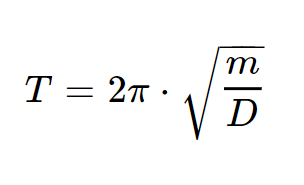 T = 2π · √(m/D)